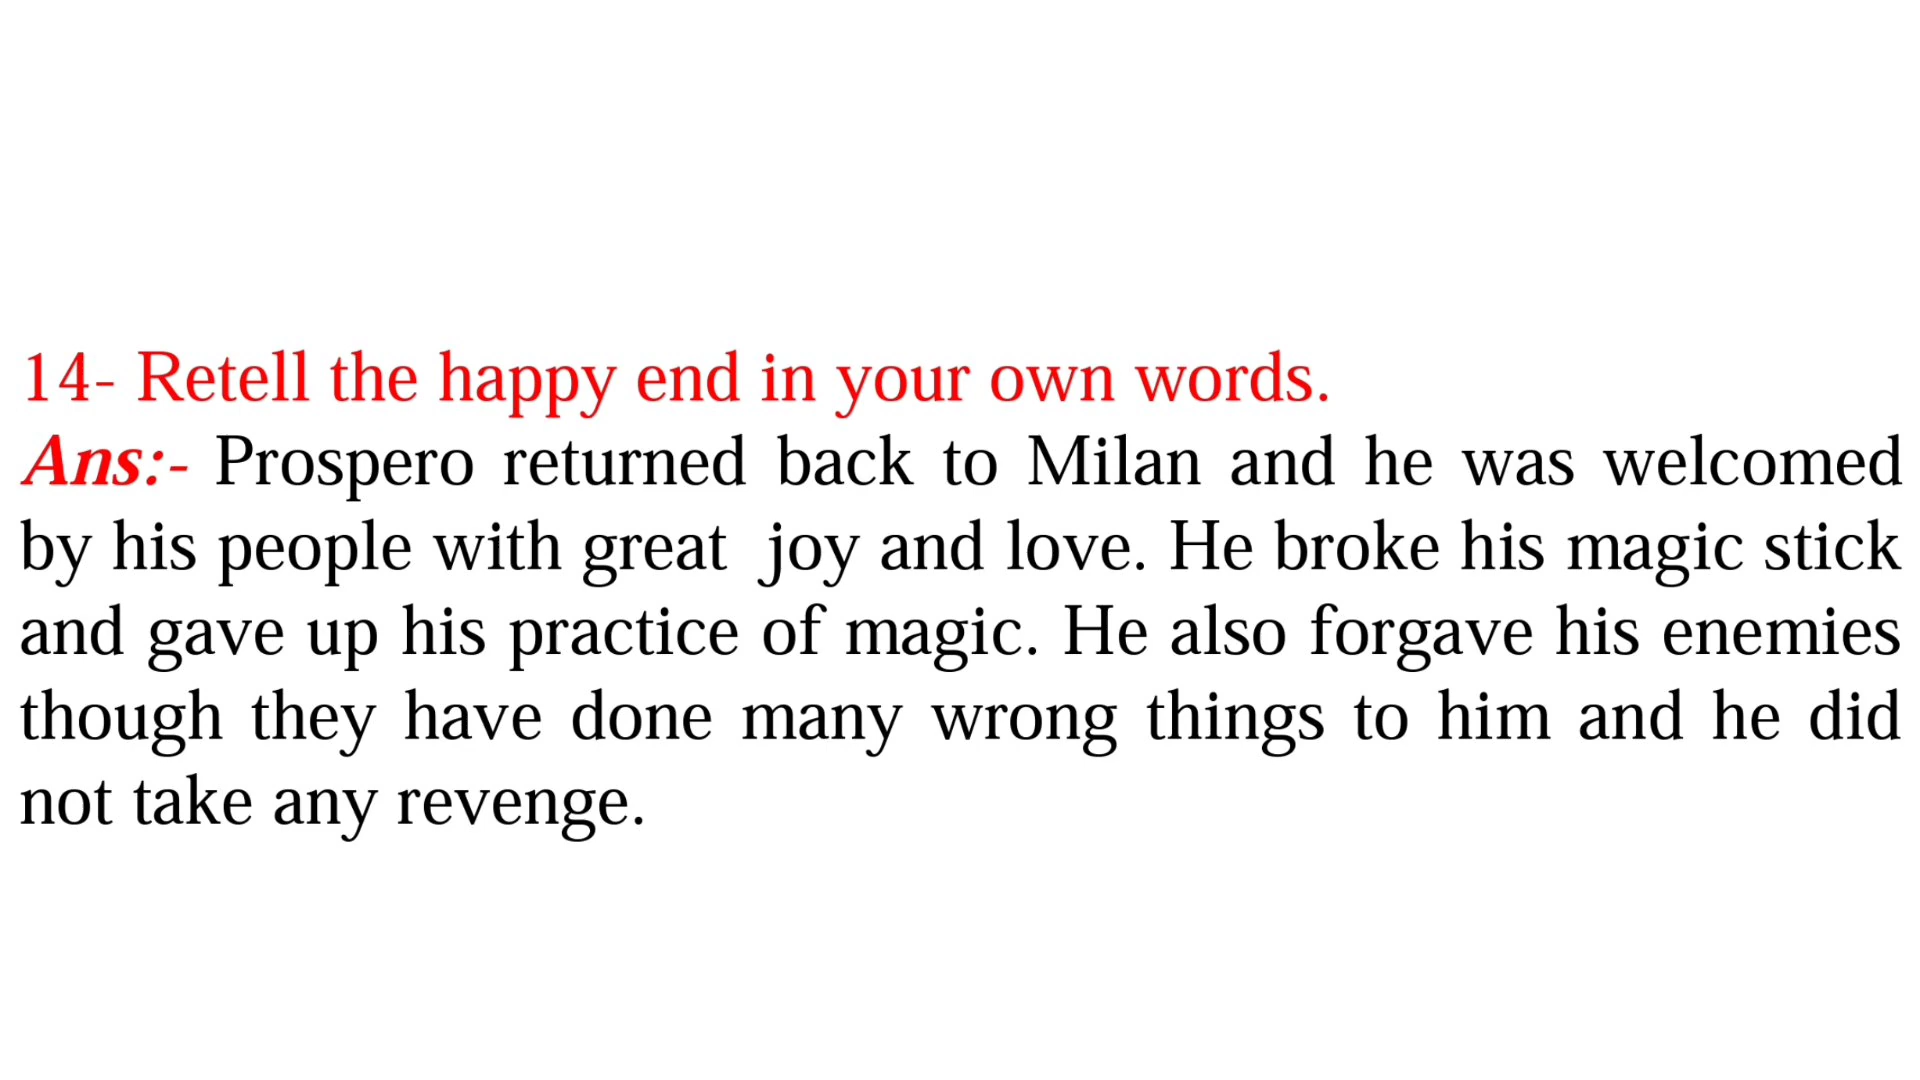 14- Retell the happy end in your own words.
Ans:- Prospero returned back to Milan and he was welcomed
by his people with great  joy and love. He broke his magic stick
and gave up his practice of magic. He also forgave his enemies
though they have done many wrong things to him and he did
not take any revenge.